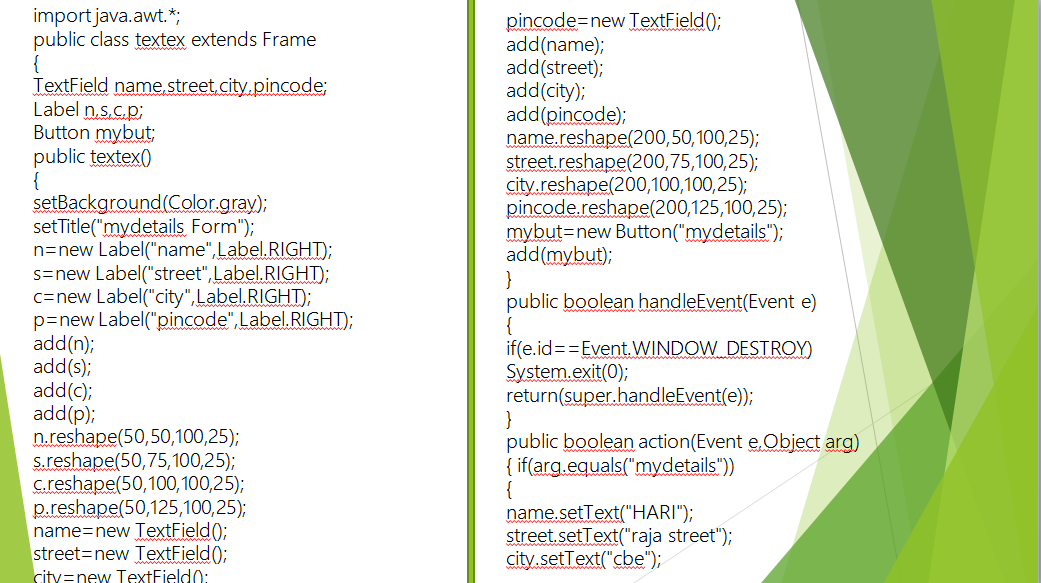 import java.awt.*;
public class textex extends Frame
{
TextField name,street,city,pincode;
Label n,s,c,p;
Button mybut;
public textex()
{
setBackground(Color.gray);
setTitle("mydetails Form");
n=new Label("name",Label.RIGHT);
s=new Label("street",Label.RIGHT);
c=new Label("city",Label.RIGHT);
p=new Label("pincode",Label.RIGHT);
add(n);
add(s);
add(c);
add(p);
n.reshape(50,50,100,25);
s.reshape(50,75,100,25);
c.reshape(50,100,100,25);
p.reshape(50,125,100,25);
name=new TextField();
street=new TextField();
city=new TextField();
pincode=new TextField();
add(name);
add(street);
add(city);
add(pincode);
name.reshape(200,50,100,25);
street.reshape(200,75,100,25);
city.reshape(200,100,100,25);
pincode.reshape(200,125,100,25);
mybut=new Button("mydetails");
add(mybut);
}
public boolean handleEvent(Event e)
{
if(e.id==Event.WINDOW_DESTROY)
System.exit(0);
return(super.handleEvent(e));
}
public boolean action(Event e,Object arg)
{ if(arg.equals("mydetails"))
{
name.setText("HARI");
street.setText("raja street");
city.setText("cbe");